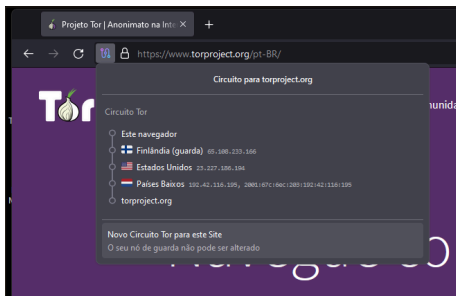 Projeto Tor | Anonimato na Inte
https://www.torproject.org/pt-BR/
Circuito para torproject.org
Tor
Circuito Tor
Este navegador
Finlândia (guarda) 65.108.233.166
Estados Unidos 23.227.186.194
Países Baixos 192.42.116.195, 2001:67c:6ec:203:192:42:116:195
torproject.org
Novo Circuito Tor para este Site
O seu nó de guarda não pode ser alterado